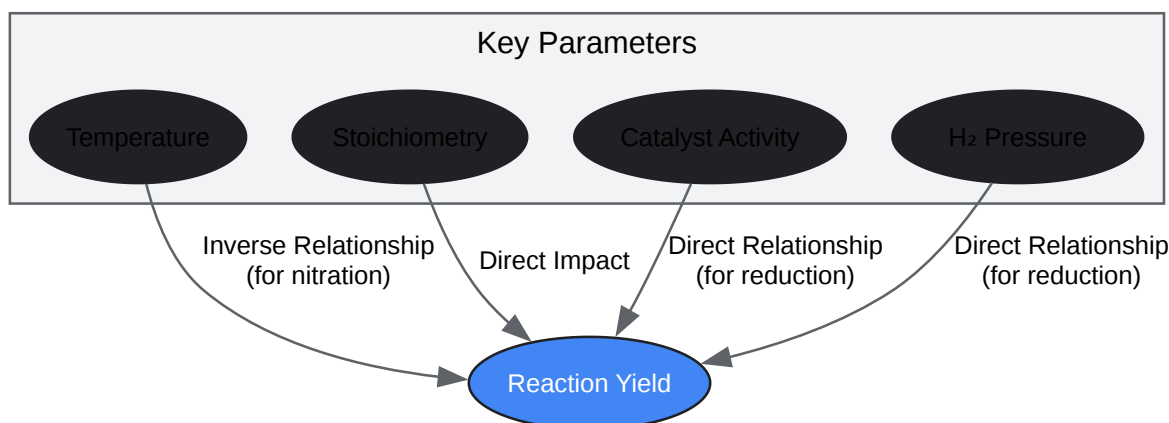 Key Parameters
Temperature
Stoichiometry
Catalyst Activity
H₂ Pressure
Inverse Relationship
(for nitration)
Direct Impact
Direct Relationship
(for reduction)
Direct Relationship
(for reduction)
Reaction Yield